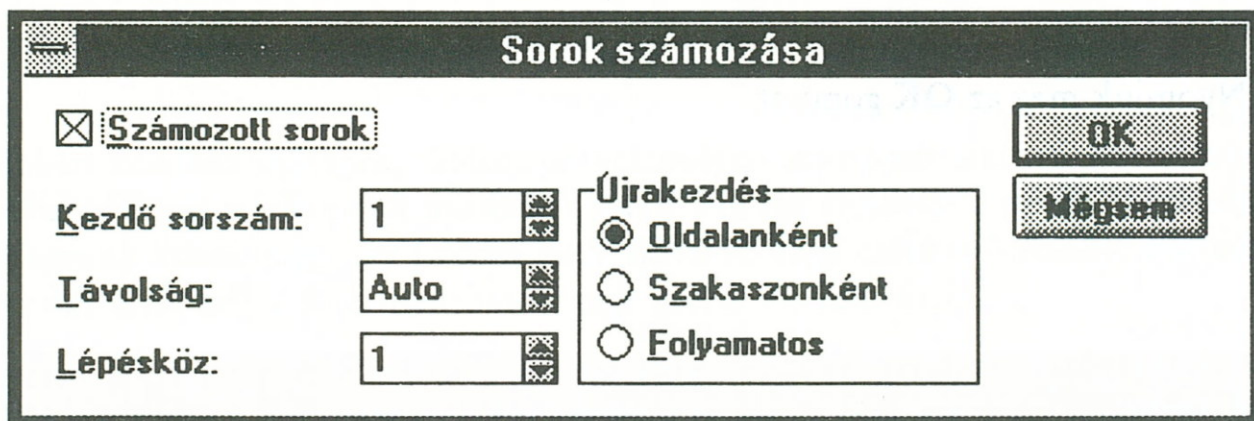 Sorok számozása
Számozott sorok
OK
Mégsem
Kezdő sorszám: 1
Távolság: Auto
Lépésköz: 1
Újrakezdés
Oldalanként
Szakaszonként
Folyamatos